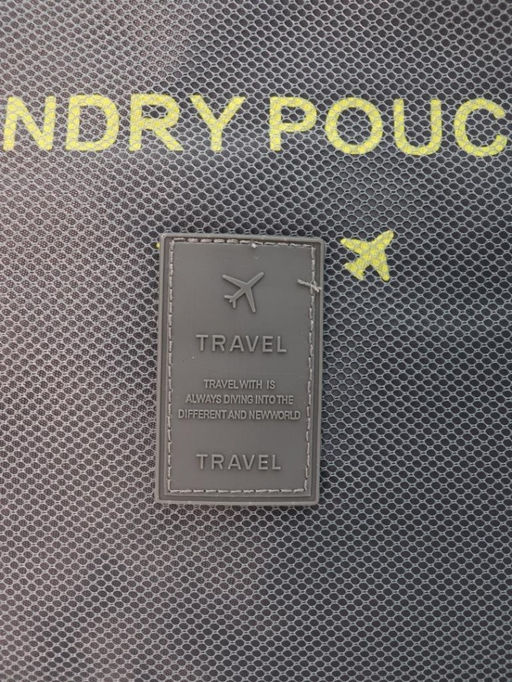 NDRY POUC
TRAVEL
TRAVEL WITH IS
ALWAYS DIVING INTO THE
DIFFERENT AND NEWWORLD
TRAVEL